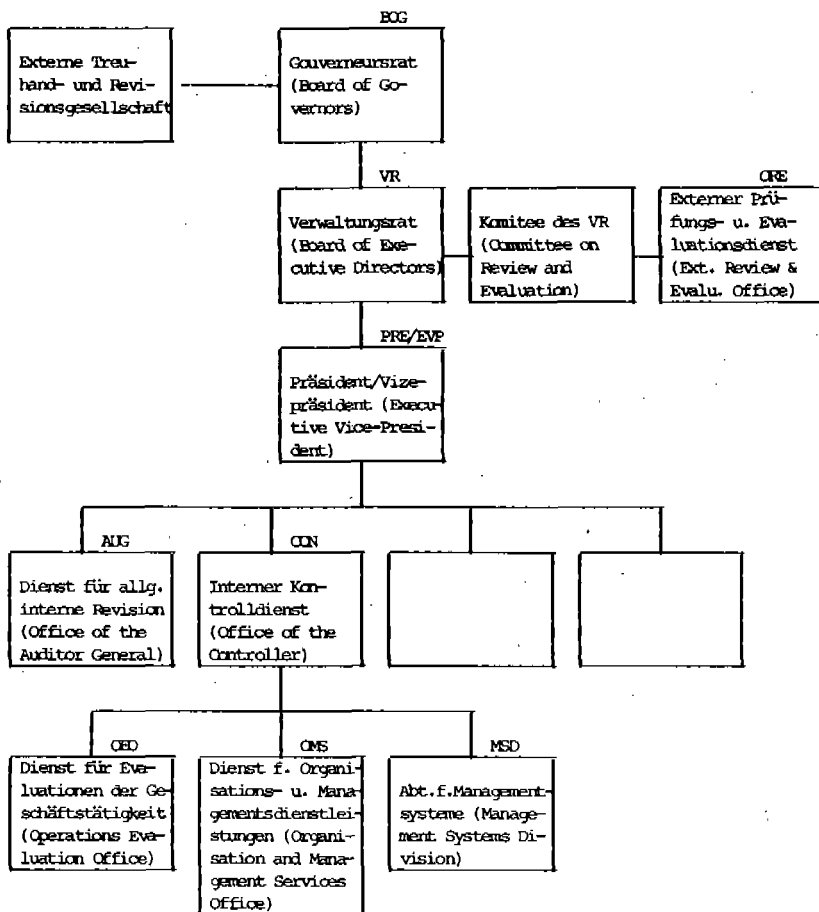 BOG
Externe Treu-
hand- und Revi-
sionsgesellschaft
Gouverneursrat
(Board of Go-
vernors)
VR
Verwaltungsrat
(Board of Exe-
cutive Directors)
Komitee des VR
(Committee on
Review and
Evaluation)
ORE
Externer Prü-
fungs- u. Eva-
luationsdienst
(Ext. Review &
Evalu. Office)
PRE/EVP
Präsident/Vize-
präsident (Execu-
tive Vice-Presi-
dent)
AUG
Dienst für allg.
interne Revision
(Office of the
Auditor General)
CON
Interner Kon-
trolldienst
(Office of the
Controller)
OEO
Dienst für Eva-
luationen der Ge-
schäftstätigkeit
(Operations Eva-
luation Office)
OMS
Dienst f. Organi-
sations- u. Mana-
gementsdienstlei-
stungen (Organi-
sation and Mana-
gement Services
Office)
MSD
Abt.f.Management-
systeme (Manage-
ment Systems Di-
vision)